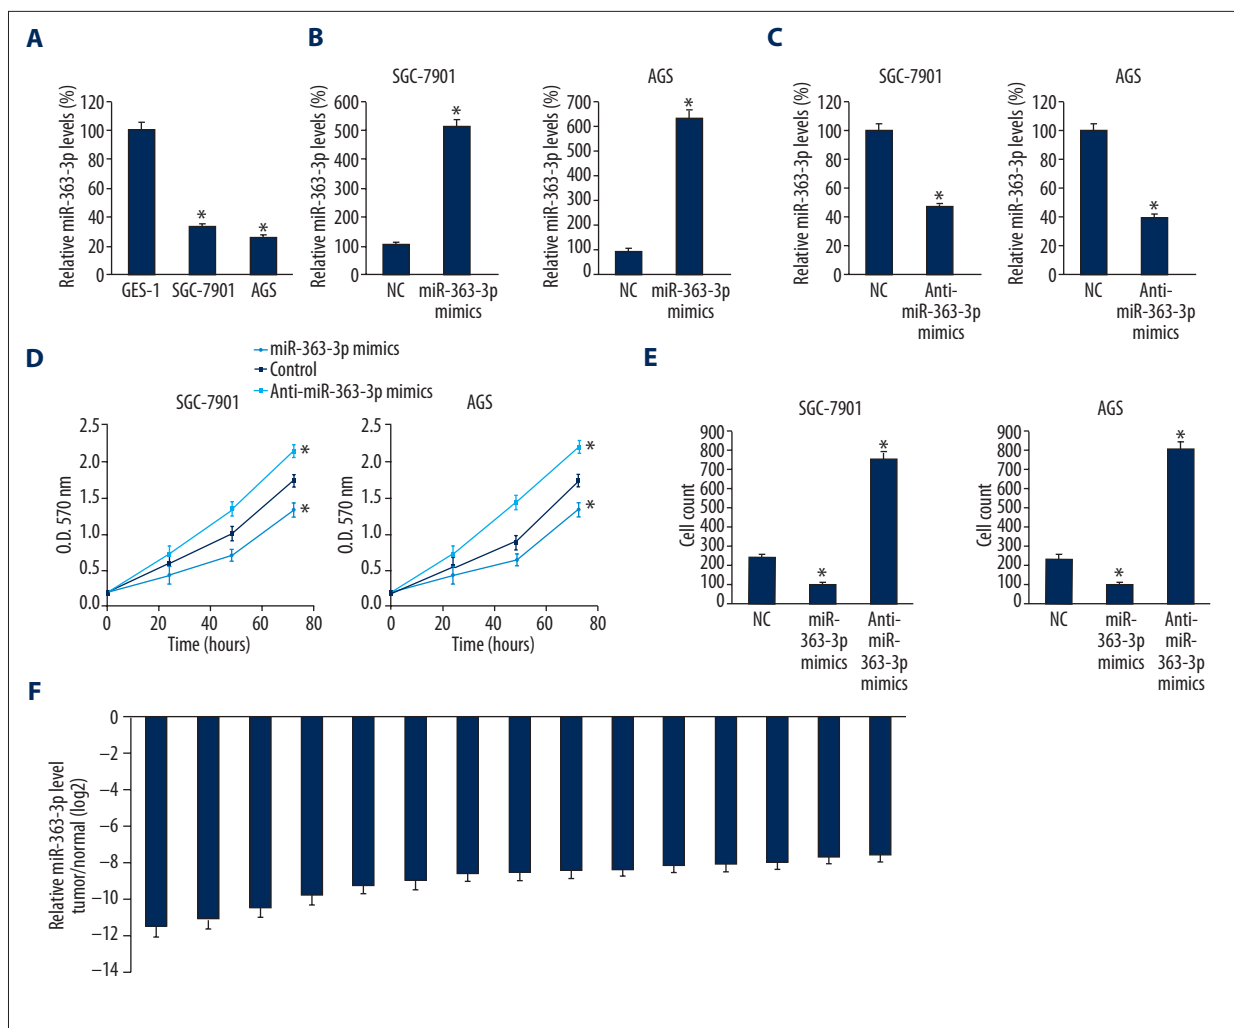 A
Relative miR-363-3p levels (%)
120
100
80
60
40
20
0
GES-1 SGC-7901 AGS
*
*
B
SGC-7901
Relative miR-363-3p levels (%)
600
500
400
300
200
100
0
*
NC miR-363-3p
mimics
AGS
Relative miR-363-3p levels (%)
700
600
500
400
300
200
100
0
*
NC miR-363-3p
mimics
C
SGC-7901
Relative miR-363-3p levels (%)
120
100
80
60
40
20
0
*
NC Anti-
miR-363-3p
mimics
AGS
Relative miR-363-3p levels (%)
120
100
80
60
40
20
0
*
NC Anti-
miR-363-3p
mimics
D
miR-363-3p mimics
Control
Anti-miR-363-3p mimics
SGC-7901
O.D. 570 nm
2.5
2.0
1.5
1.0
0.5
0.0
*
*
0 20 40 60 80
Time (hours)
AGS
O.D. 570 nm
2.5
2.0
1.5
1.0
0.5
0.0
*
*
0 20 40 60 80
Time (hours)
E
SGC-7901
Cell count
900
800
700
600
500
400
300
200
100
0
*
*
NC miR- Anti-
363-3p miR-
mimics 363-3p
mimics
AGS
Cell count
900
800
700
600
500
400
300
200
100
0
*
*
NC miR- Anti-
363-3p miR-
mimics 363-3p
mimics
F
Relative miR-363-3p level
tumor/normal (log2)
0
−2
−4
−6
−8
−10
−12
−14